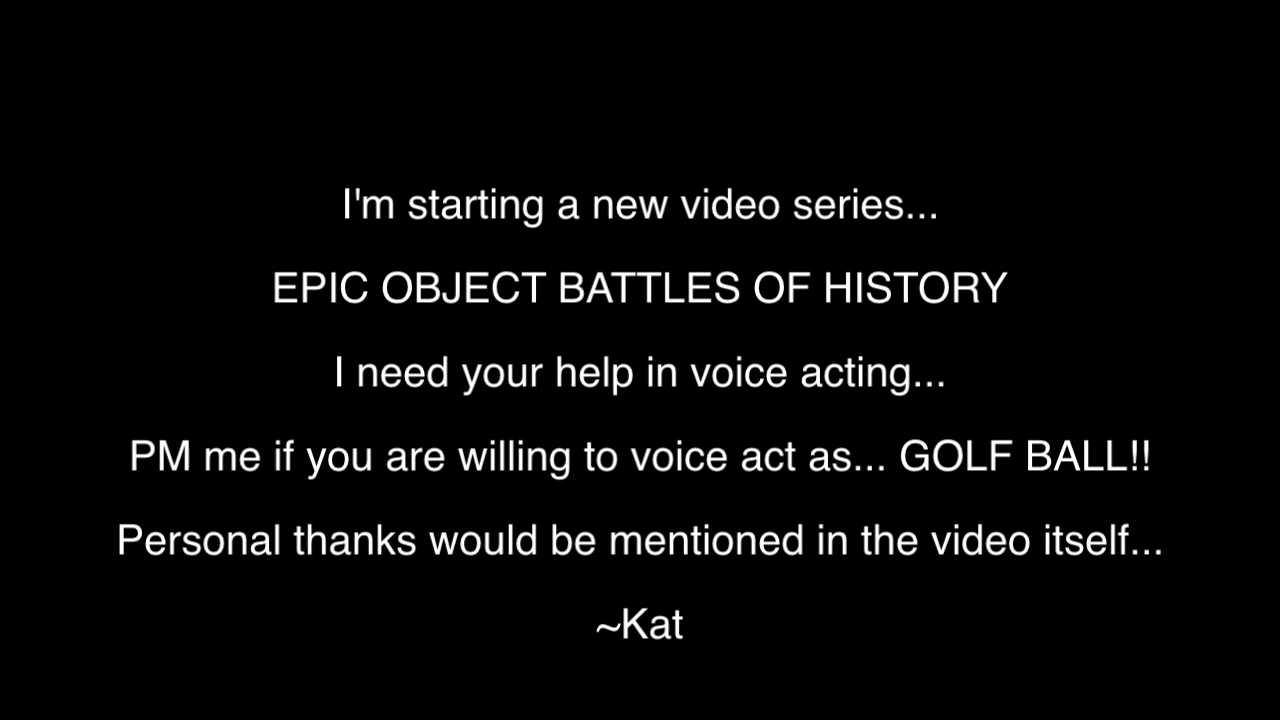 I'm starting a new video series...
EPIC OBJECT BATTLES OF HISTORY
I need your help in voice acting...
PM me if you are willing to voice act as... GOLF BALL!!
Personal thanks would be mentioned in the video itself...
~Kat